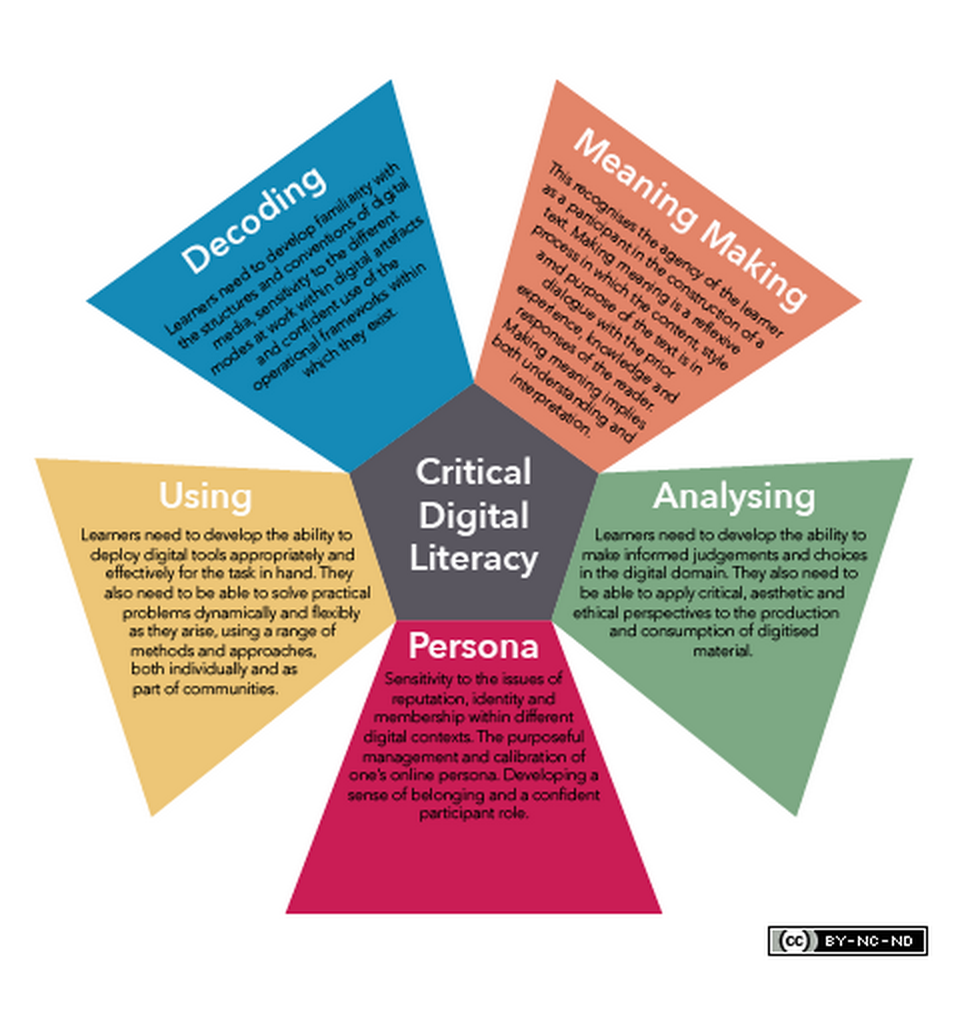 Decoding
Learners need to develop familiarity with
the structures and conventions of digital
media, sensitivity to the different
modes at work within digital artefacts
and confident use of the
operational frameworks within
which they exist.
Meaning Making
This recognises the agency of the learner
as a participant in the construction of a
text. Making meaning is a reflexive
process in which the content, style
amd purpose of the text is in
dialogue with the prior
experience, knowledge and
responses of the reader.
Making meaning implies
both understanding and
interpretation.
Critical
Digital
Literacy
Using
Learners need to develop the ability to
deploy digital tools appropriately and
effectively for the task in hand. They
also need to be able to solve practical
problems dynamically and flexibly
as they arise, using a range of
methods and approaches,
both individually and as
part of communities.
Analysing
Learners need to develop the ability to
make informed judgements and choices
in the digital domain. They also need to
be able to apply critical, aesthetic and
ethical perspectives to the production
and consumption of digitised
material.
Persona
Sensitivity to the issues of
reputation, identity and
membership within different
digital contexts. The purposeful
management and calibration of
one's online persona. Developing a
sense of belonging and a confident
participant role.
cc BY-NC-ND